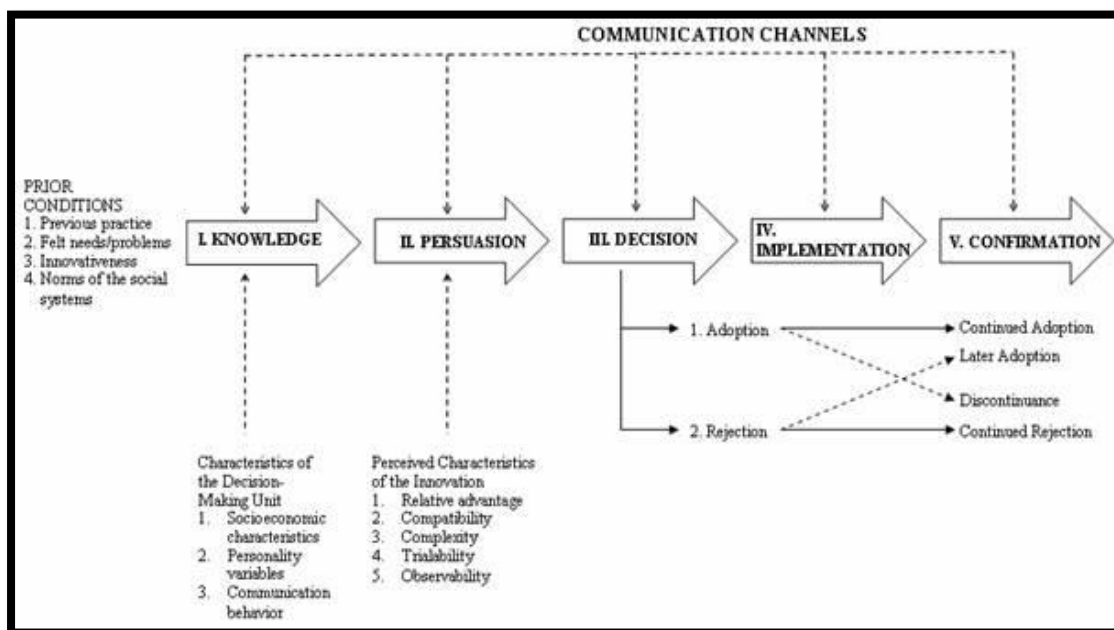 COMMUNICATION CHANNELS
PRIOR
CONDITIONS
1. Previous practice
2. Felt needs/problems
3. Innovativeness
4. Norms of the social
systems
I. KNOWLEDGE
II. PERSUASION
III. DECISION
IV.
IMPLEMENTATION
V. CONFIRMATION
1. Adoption
2. Rejection
Continued Adoption
Later Adoption
Discontinuance
Continued Rejection
Characteristics of
the Decision-
Making Unit
1. Socioeconomic
characteristics
2. Personality
variables
3. Communication
behavior
Perceived Characteristics
of the Innovation
1. Relative advantage
2. Compatibility
3. Complexity
4. Trialability
5. Observability